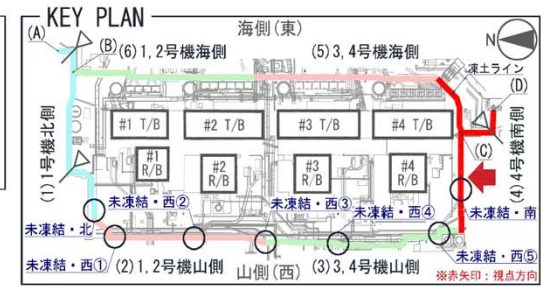 KEY PLAN
海側(東)
N
(A)
(B)
(6)1,2号機海側
(5)3,4号機海側
凍土ライン
(D)
#1 T/B
#2 T/B
#3 T/B
#4 T/B
(C)
(1)1号機北側
(4)4号機南側
#1
R/B
#2
R/B
#3
R/B
#4
R/B
未凍結・西②
未凍結・西③
未凍結・西④
未凍結・南
未凍結・北
未凍結・西①
(2)1,2号機山側
山側(西)
(3)3,4号機山側
未凍結・西⑤
※赤矢印：視点方向